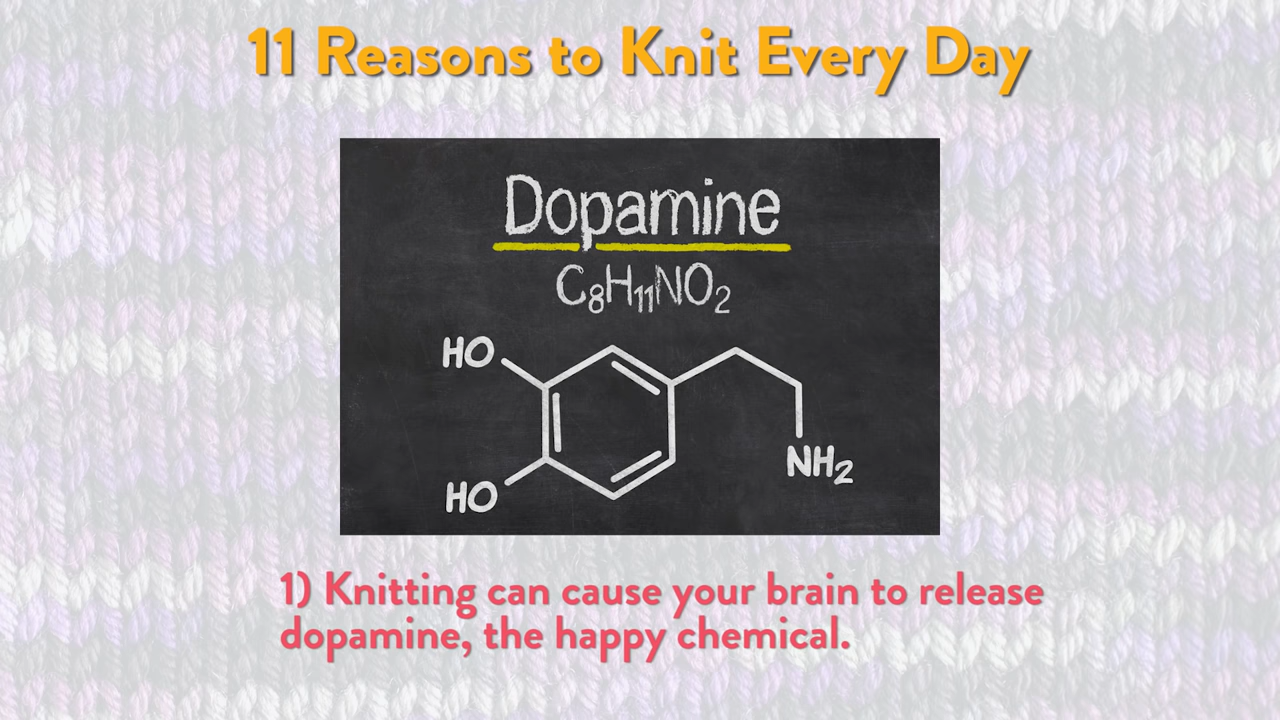 11 Reasons to Knit Every Day
Dopamine
C₈H₁₁NO₂
HO
HO
NH₂
1) Knitting can cause your brain to release
dopamine, the happy chemical.